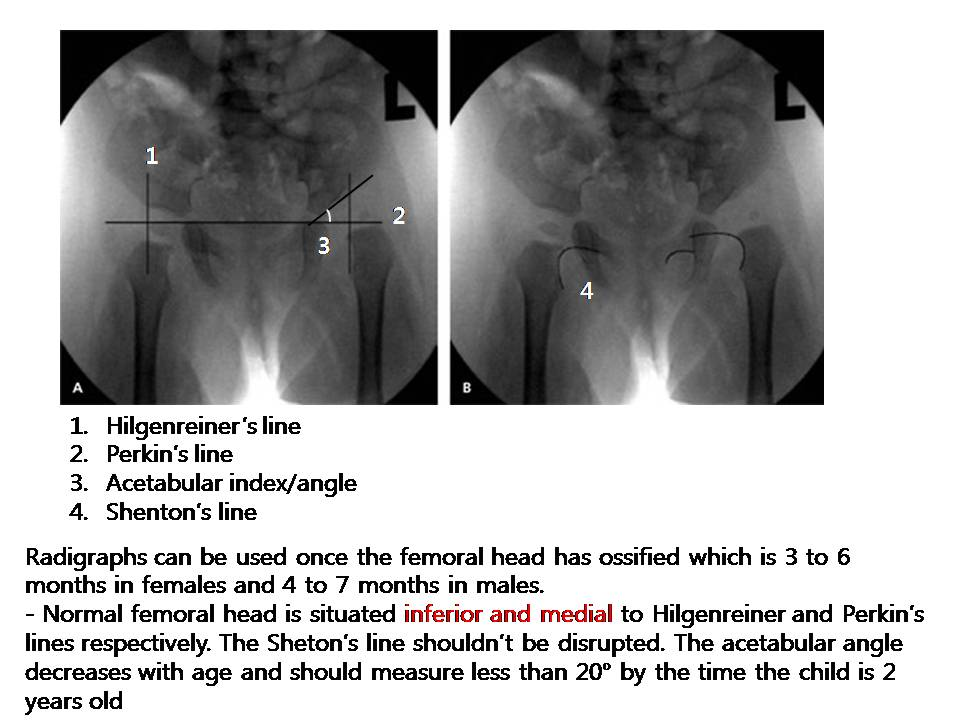 L
L
1
2
3
4
A
B
1. Hilgenreiner's line
2. Perkin's line
3. Acetabular index/angle
4. Shenton's line
Radigraphs can be used once the femoral head has ossified which is 3 to 6
months in females and 4 to 7 months in males.
- Normal femoral head is situated inferior and medial to Hilgenreiner and Perkin's
lines respectively. The Sheton's line shouldn't be disrupted. The acetabular angle
decreases with age and should measure less than 20° by the time the child is 2
years old